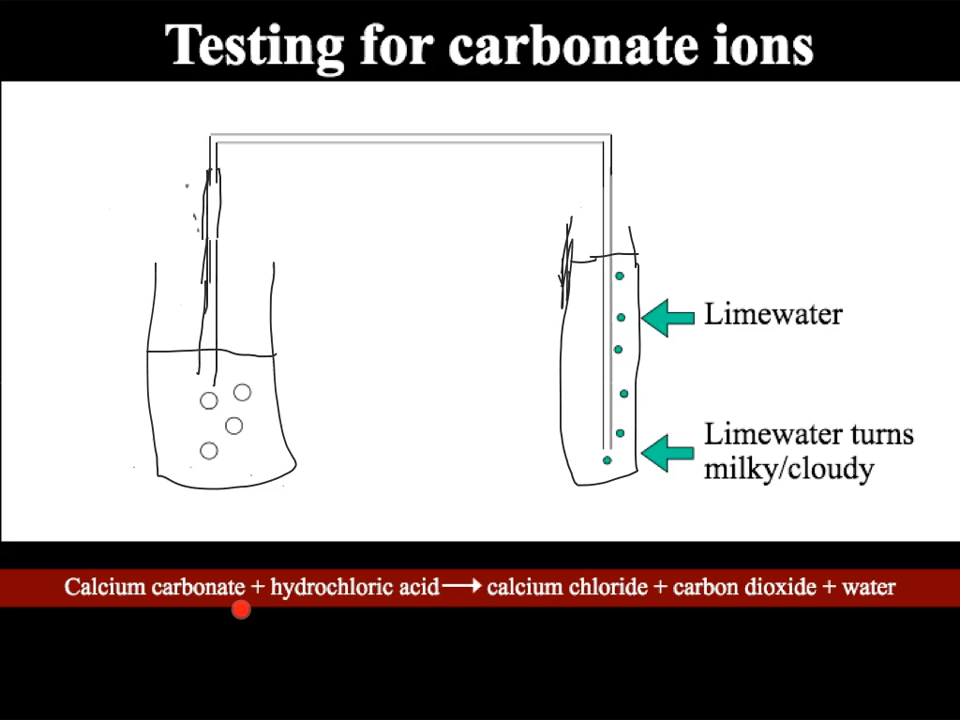 Testing for carbonate ions
Limewater
Limewater turns
milky/cloudy
Calcium carbonate + hydrochloric acid ⟶ calcium chloride + carbon dioxide + water